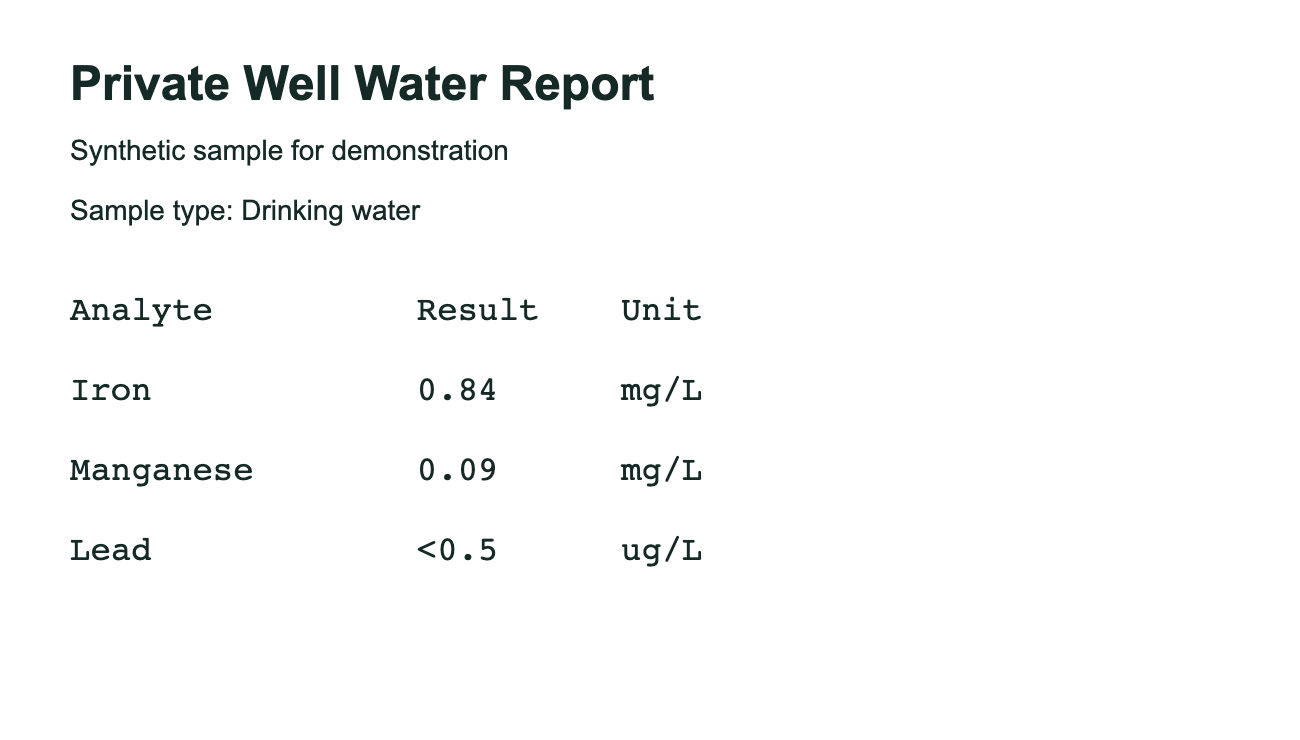 Private Well Water Report
Synthetic sample for demonstration
Sample type: Drinking water
Analyte Result Unit
Iron 0.84 mg/L
Manganese 0.09 mg/L
Lead <0.5 ug/L